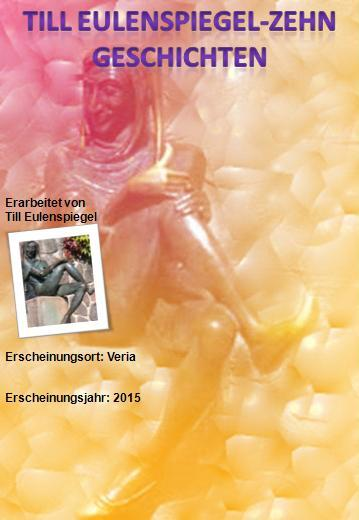 TILL EULENSPIEGEL-ZEHN
GESCHICHTEN
Erarbeitet von
Till Eulenspiegel
Erscheinungsort: Veria
Erscheinungsjahr: 2015